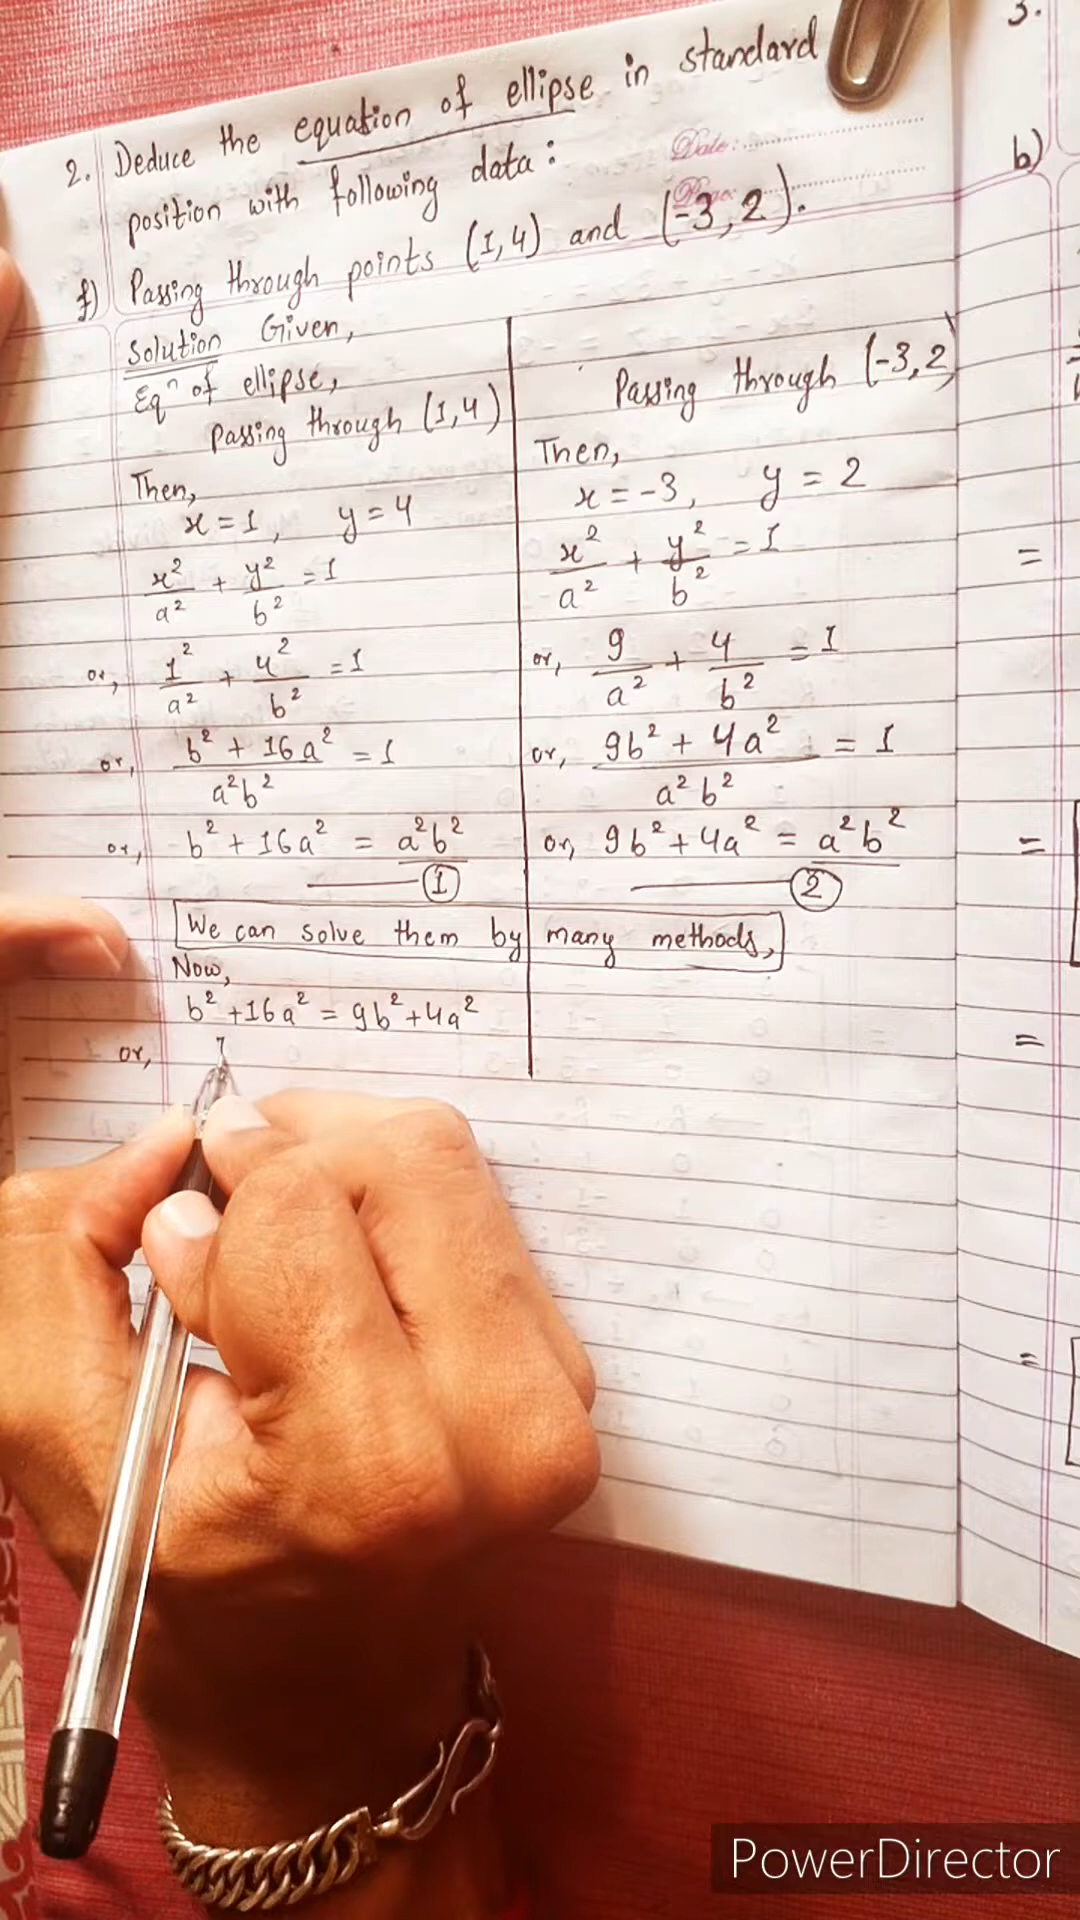 2. Deduce the equation of ellipse in standard
position with following data:
Date:
f) Passing through points (1,4) and (-3,2).
Solution Given,
Eqⁿ of ellipse,
passing through (1,4)
Then,
x = 1, y = 4
x²/a² + y²/b² = 1
or, 1²/a² + 4²/b² = 1
or, b² + 16a²/a²b² = 1
or, b² + 16a² = a²b²
①
Passing through (-3,2)
Then,
x = -3, y = 2
x²/a² + y²/b² = 1
or, 9/a² + 4/b² = 1
or, 9b² + 4a²/a²b² = 1
or, 9b² + 4a² = a²b²
②
We can solve them by many methods,
Now,
b² + 16a² = 9b² + 4a²
or,
3.
b)
=
=
=
=
PowerDirector